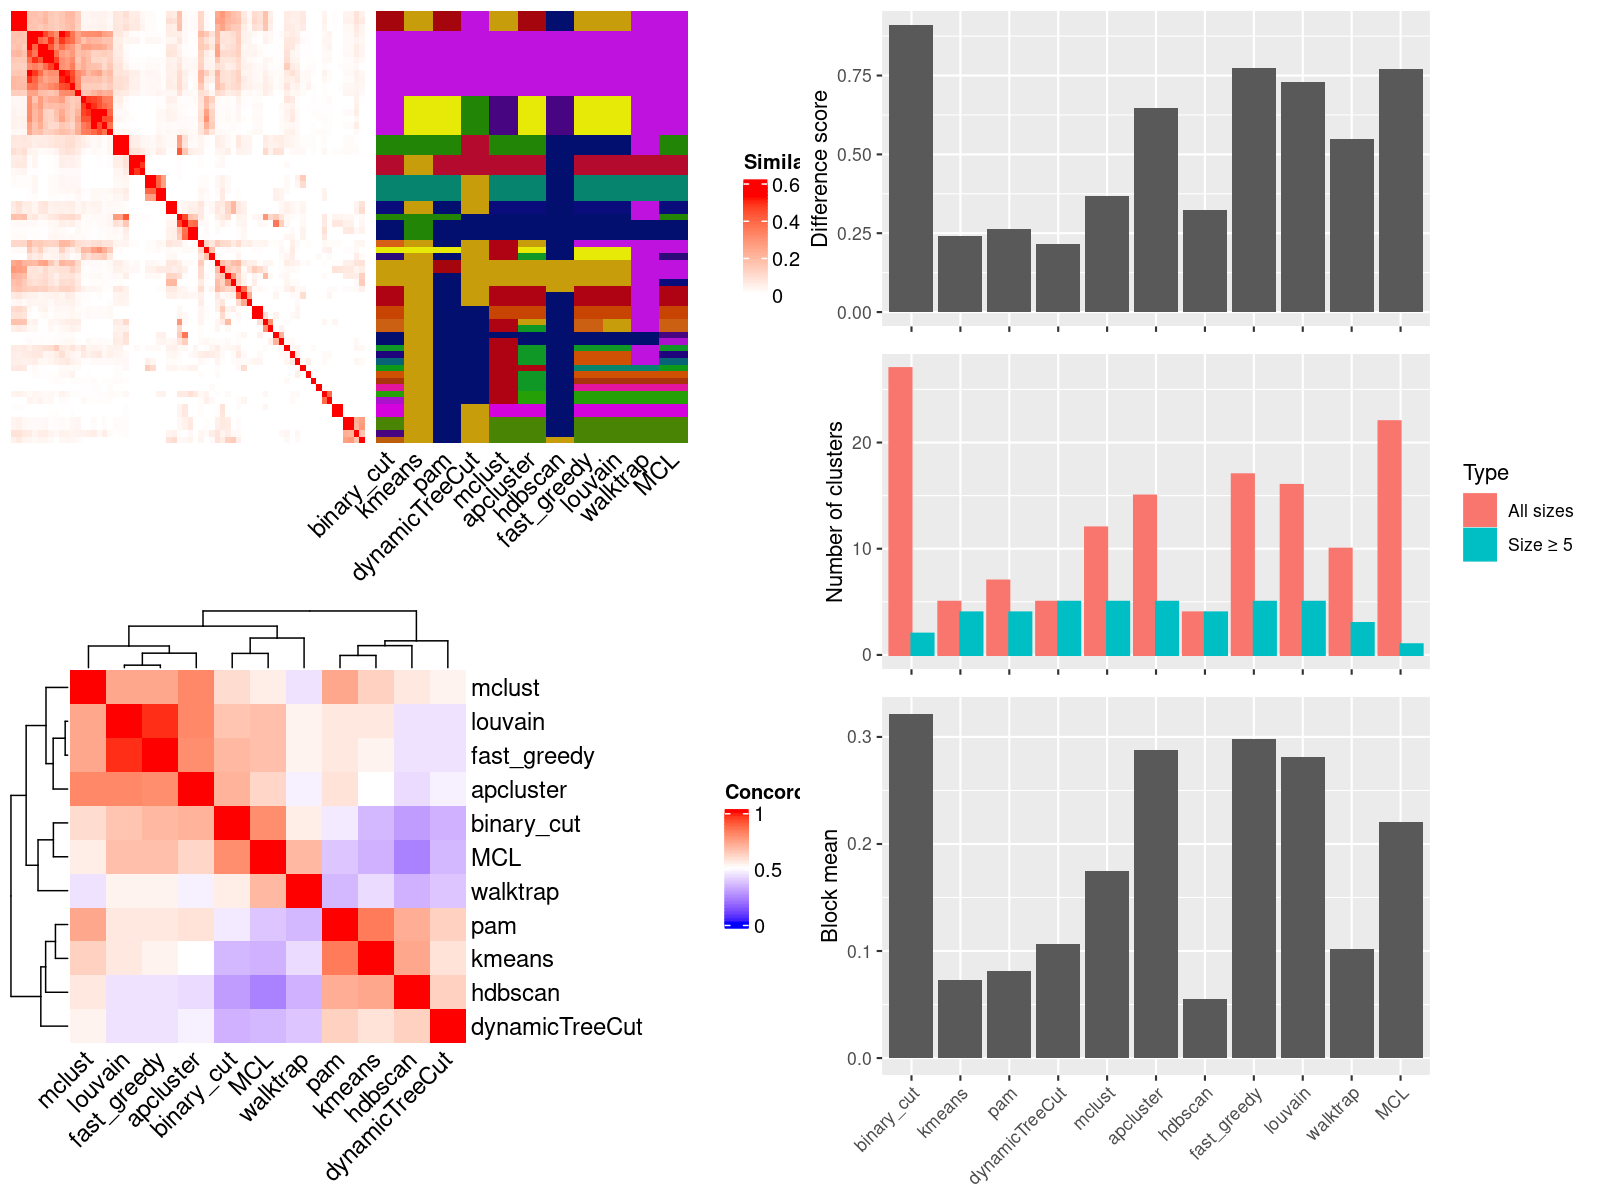 Simila
0.6
0.4
0.2
0
binary_cut
kmeans
pam
dynamicTreeCut
mclust
apcluster
hdbscan
fast_greedy
louvain
walktrap
MCL
mclust
louvain
fast_greedy
apcluster
binary_cut
MCL
walktrap
pam
kmeans
hdbscan
dynamicTreeCut
mclust
louvain
fast_greedy
apcluster
binary_cut
MCL
walktrap
pam
kmeans
hdbscan
dynamicTreeCut
Concord
1
0.5
0
Difference score
0.75
0.50
0.25
0.00
Number of clusters
20
10
0
Type
All sizes
Size ≥ 5
Block mean
0.3
0.2
0.1
0.0
binary_cut
kmeans
pam
dynamicTreeCut
mclust
apcluster
hdbscan
fast_greedy
louvain
walktrap
MCL